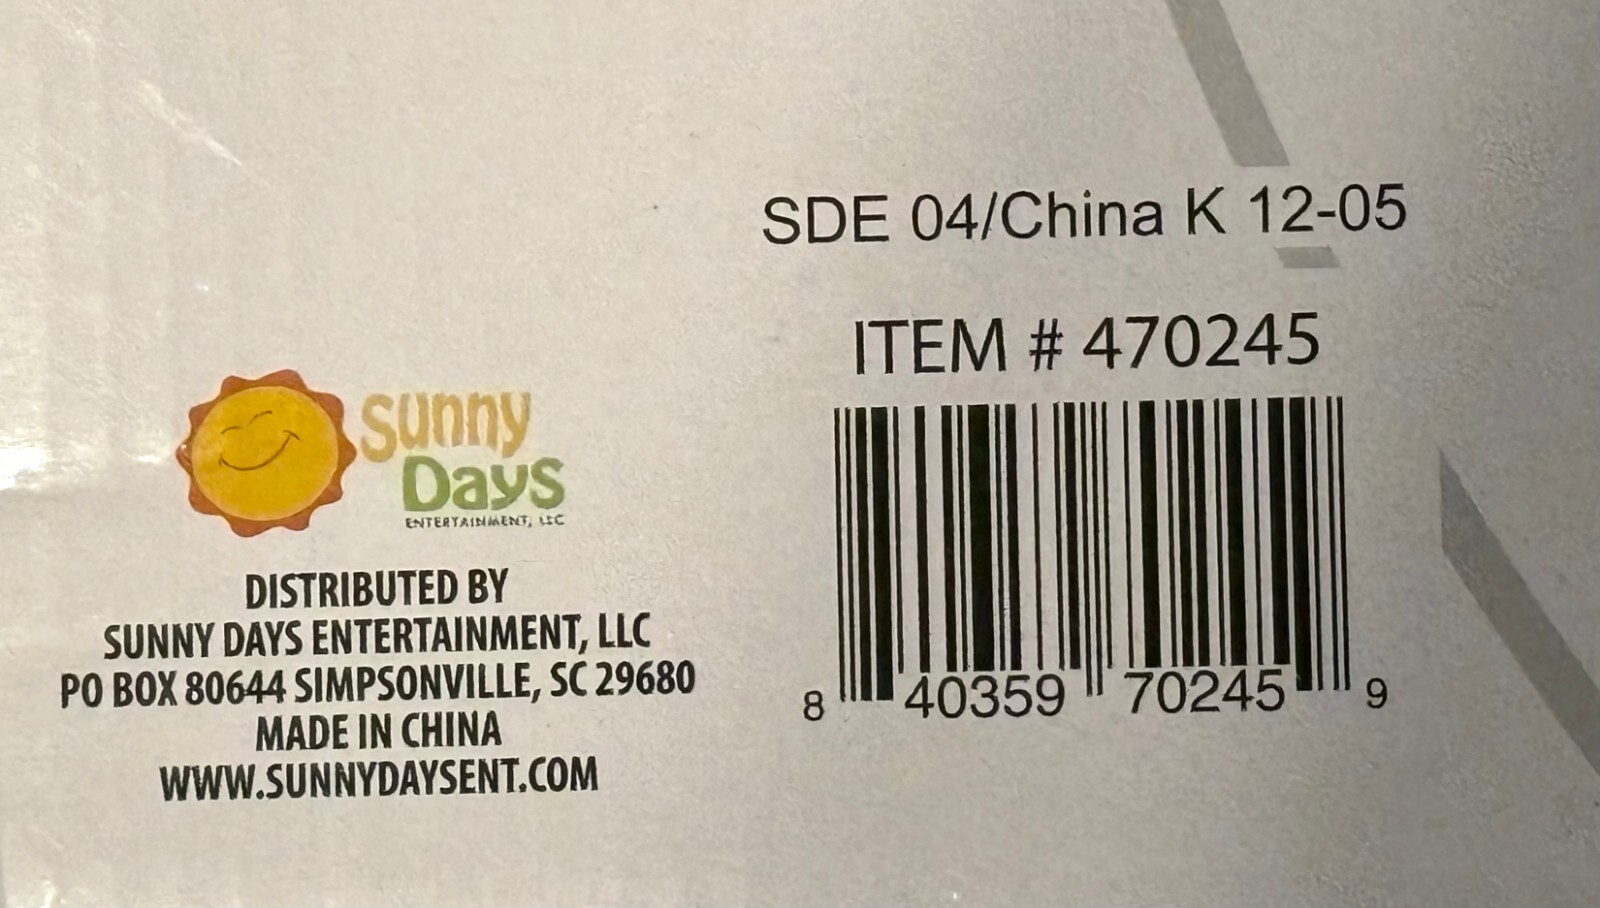 SDE 04/China K 12-05
ITEM # 470245
8 40359 70245 9
sunny
Days
ENTERTAINMENT, LLC
DISTRIBUTED BY
SUNNY DAYS ENTERTAINMENT, LLC
PO BOX 80644 SIMPSONVILLE, SC 29680
MADE IN CHINA
WWW.SUNNYDAYSENT.COM